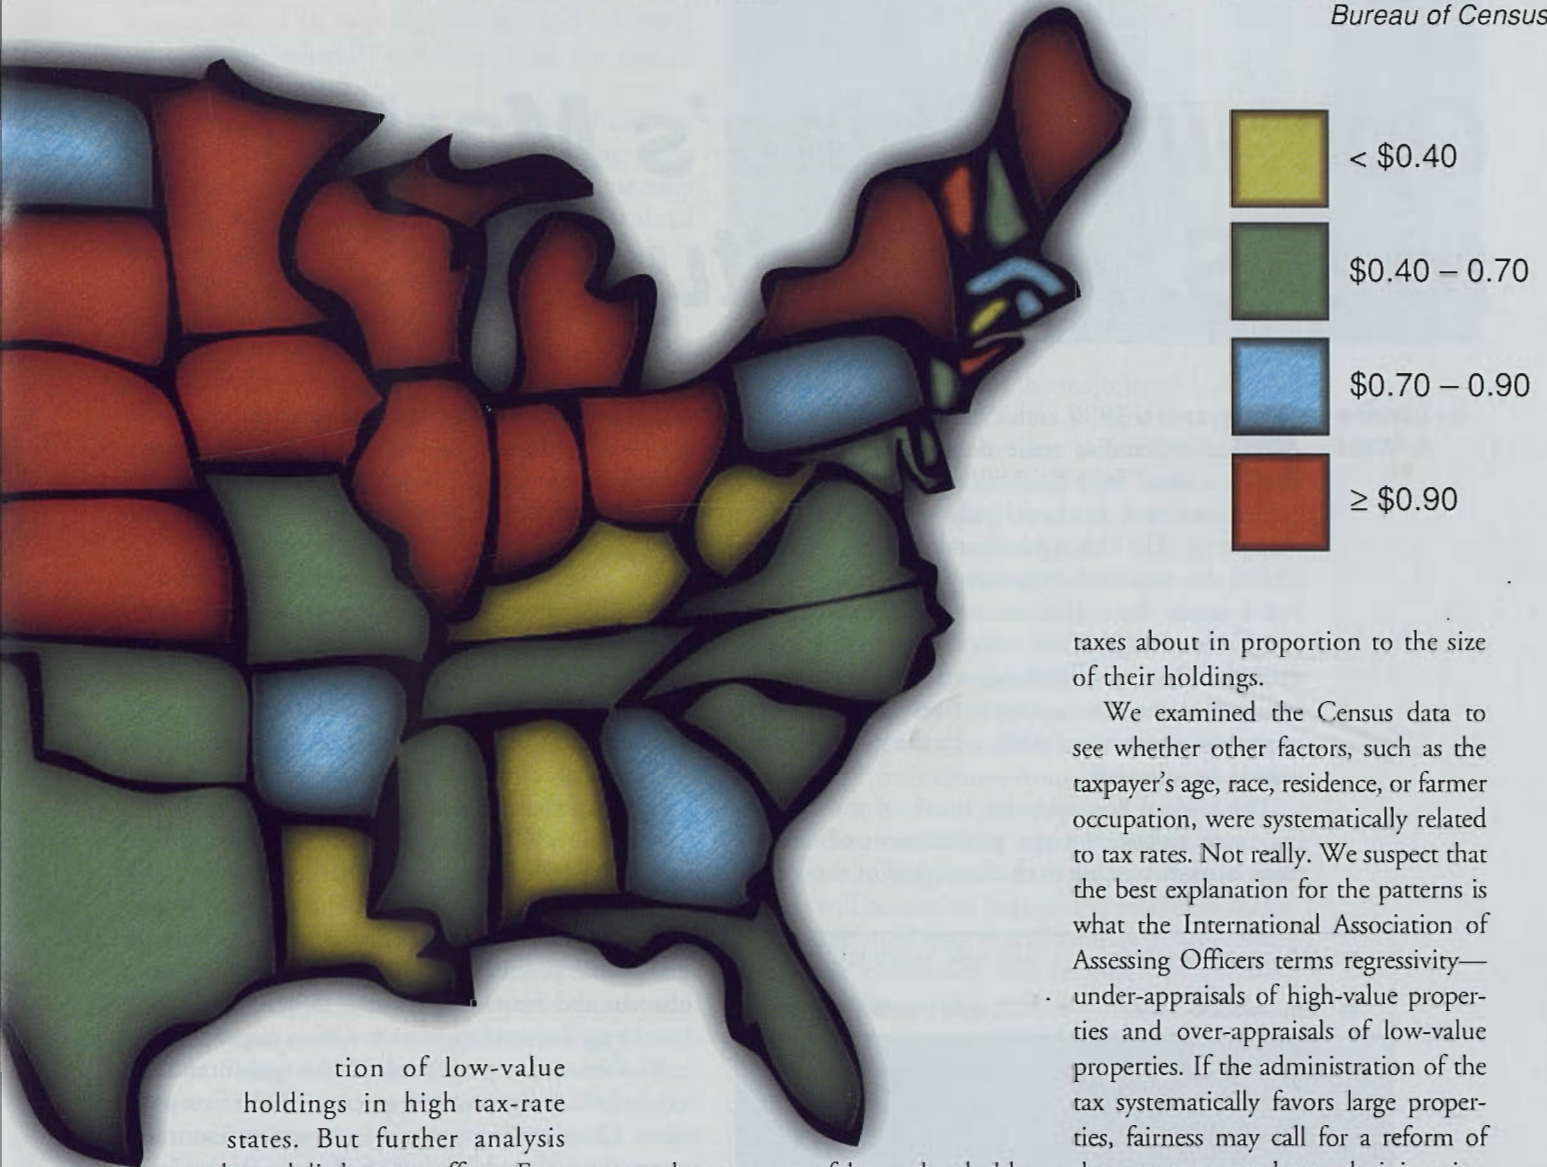 Bureau of Census
< $0.40
$0.40 – 0.70
$0.70 – 0.90
≥ $0.90
tion of low-value
holdings in high tax-rate
states. But further analysis
taxes about in proportion to the size
of their holdings.
We examined the Census data to
see whether other factors, such as the
taxpayer's age, race, residence, or farmer
occupation, were systematically related
to tax rates. Not really. We suspect that
the best explanation for the patterns is
what the International Association of
Assessing Officers terms regressivity—
under-appraisals of high-value proper-
ties and over-appraisals of low-value
properties. If the administration of the
tax systematically favors large proper-
ties, fairness may call for a reform of